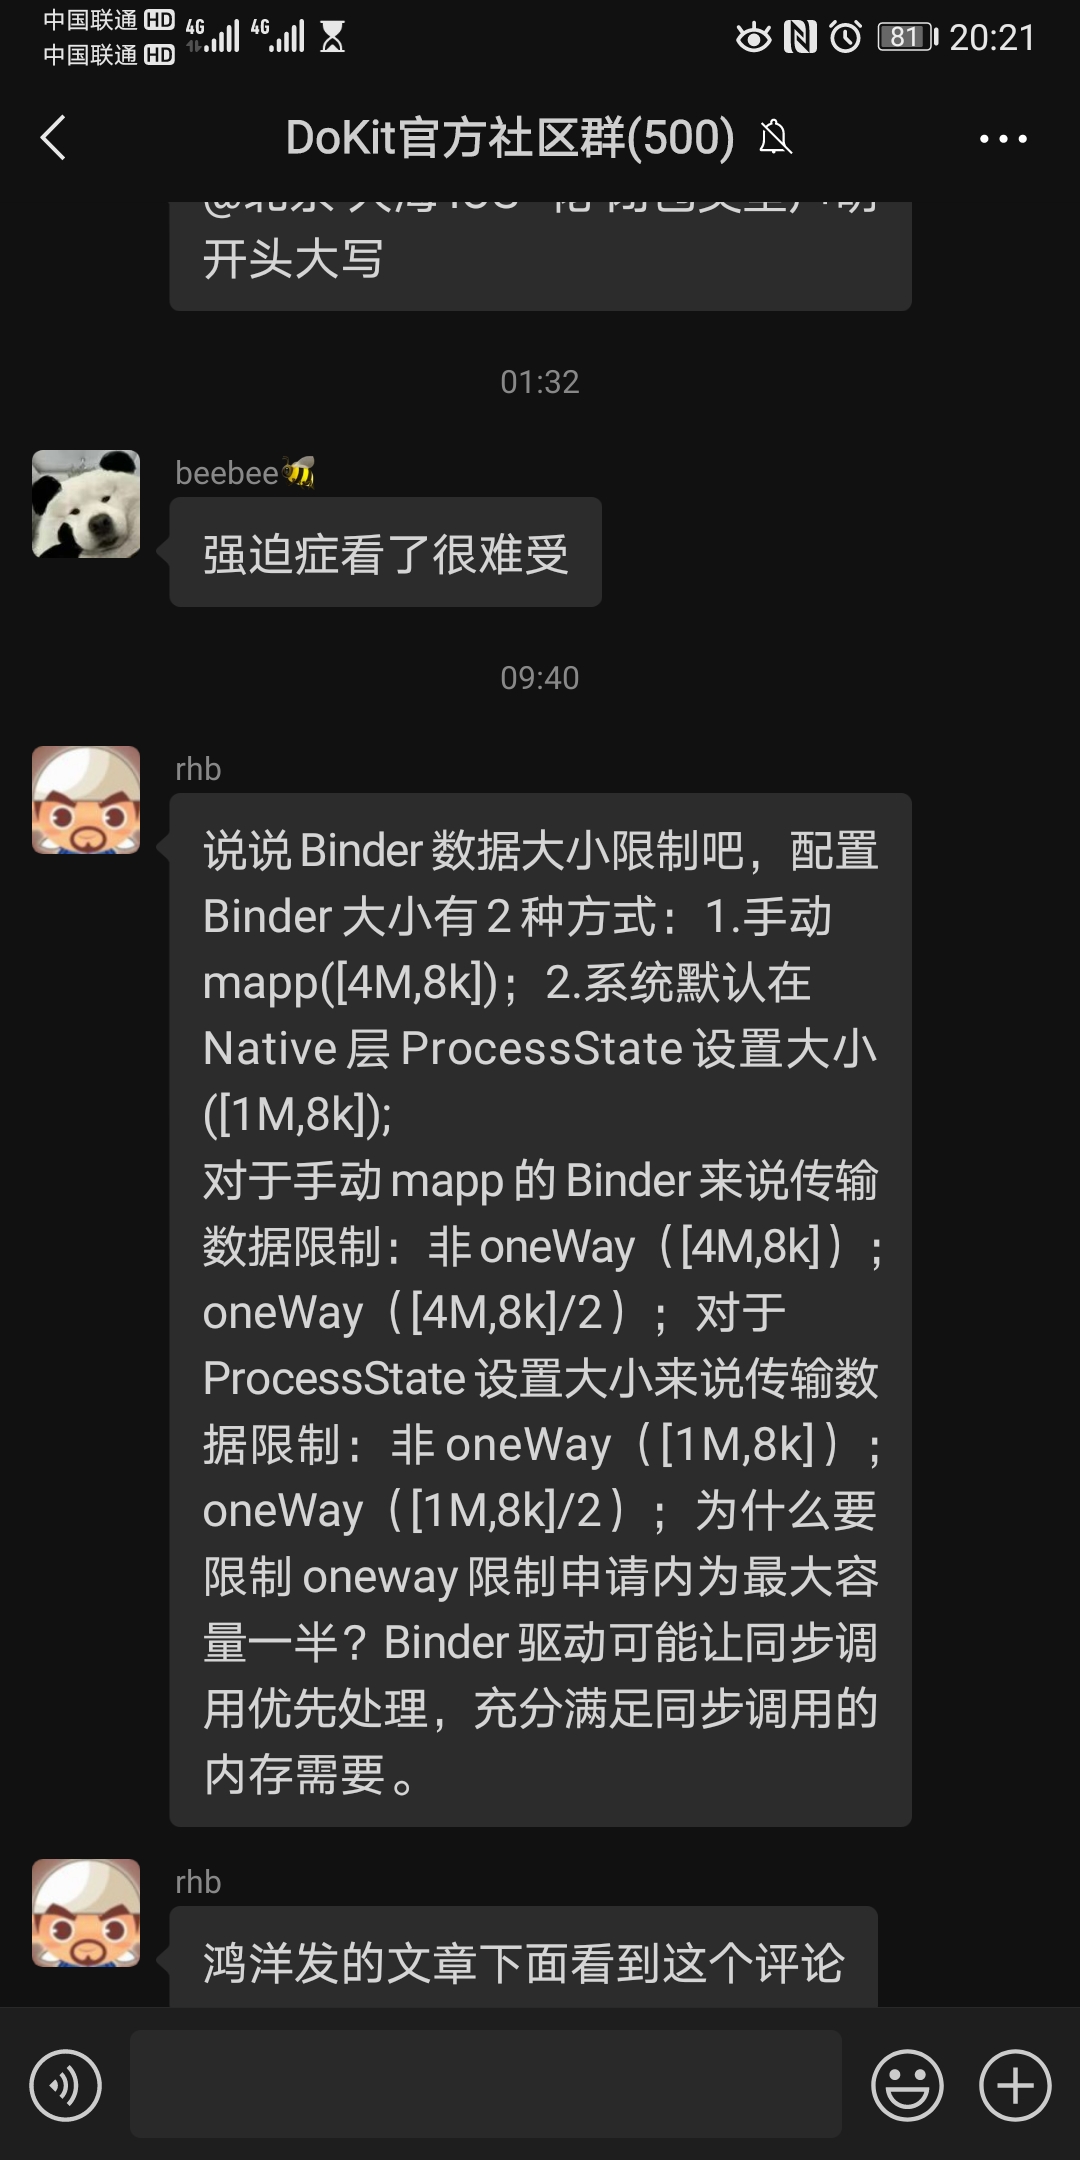 中国联通 HD 4G 4G 81 20:21
中国联通 HD
DoKit官方社区群(500)
开头大写
01:32
beebee🐝
强迫症看了很难受
09:40
rhb
说说Binder数据大小限制吧，配置
Binder大小有2种方式：1.手动
mapp([4M,8k])；2.系统默认在
Native层ProcessState设置大小
([1M,8k]);
对于手动mapp的Binder来说传输
数据限制：非oneWay（[4M,8k]）；
oneWay（[4M,8k]/2）；对于
ProcessState设置大小来说传输数
据限制：非oneWay（[1M,8k]）；
oneWay（[1M,8k]/2）；为什么要
限制oneway限制申请内为最大容
量一半？Binder驱动可能让同步调
用优先处理，充分满足同步调用的
内存需要。
rhb
鸿洋发的文章下面看到这个评论